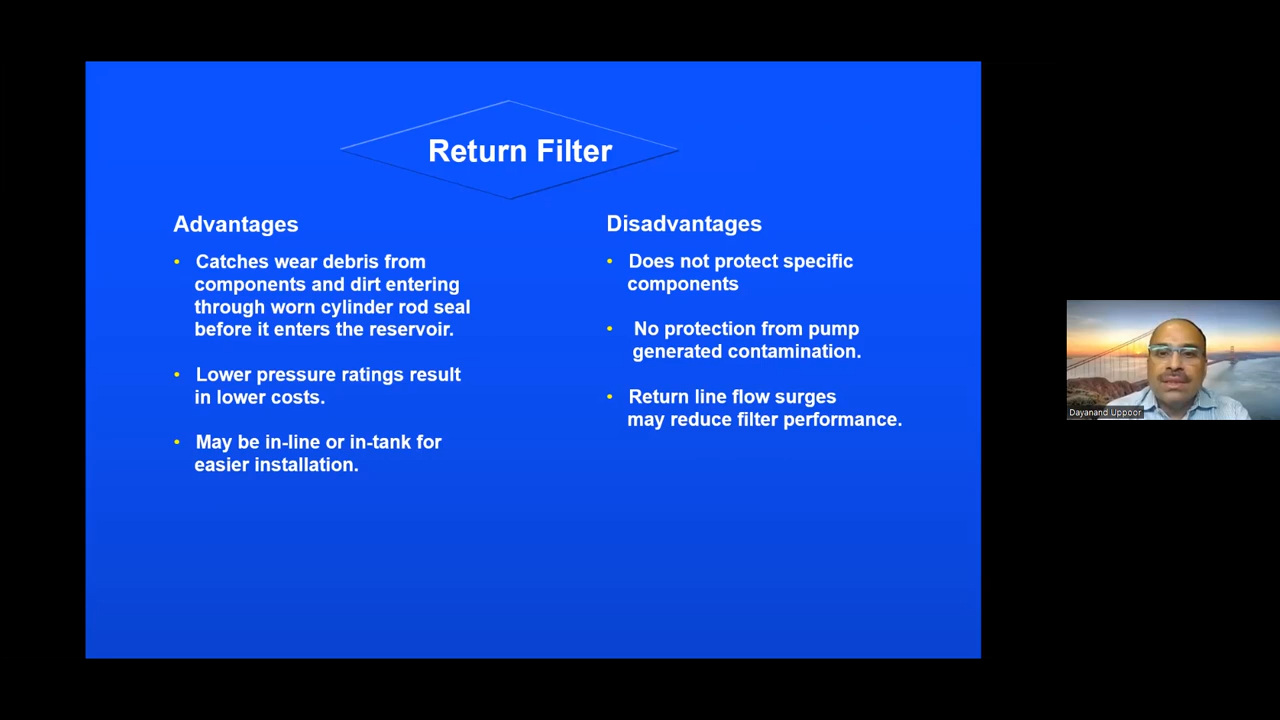 Return Filter
Advantages
• Catches wear debris from
components and dirt entering
through worn cylinder rod seal
before it enters the reservoir.
• Lower pressure ratings result
in lower costs.
• May be in-line or in-tank for
easier installation.
Disadvantages
• Does not protect specific
components
• No protection from pump
generated contamination.
• Return line flow surges
may reduce filter performance.
Dayanand Uppoor